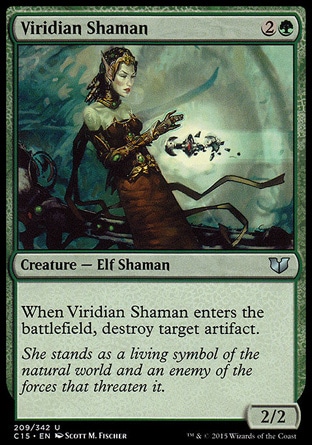 Viridian Shaman 2
Creature — Elf Shaman
When Viridian Shaman enters the
battlefield, destroy target artifact.
She stands as a living symbol of the
natural world and an enemy of the
forces that threaten it.
2/2
209/342 U
C15 • EN Scott M. Fischer ™ & © 2015 Wizards of the Coast